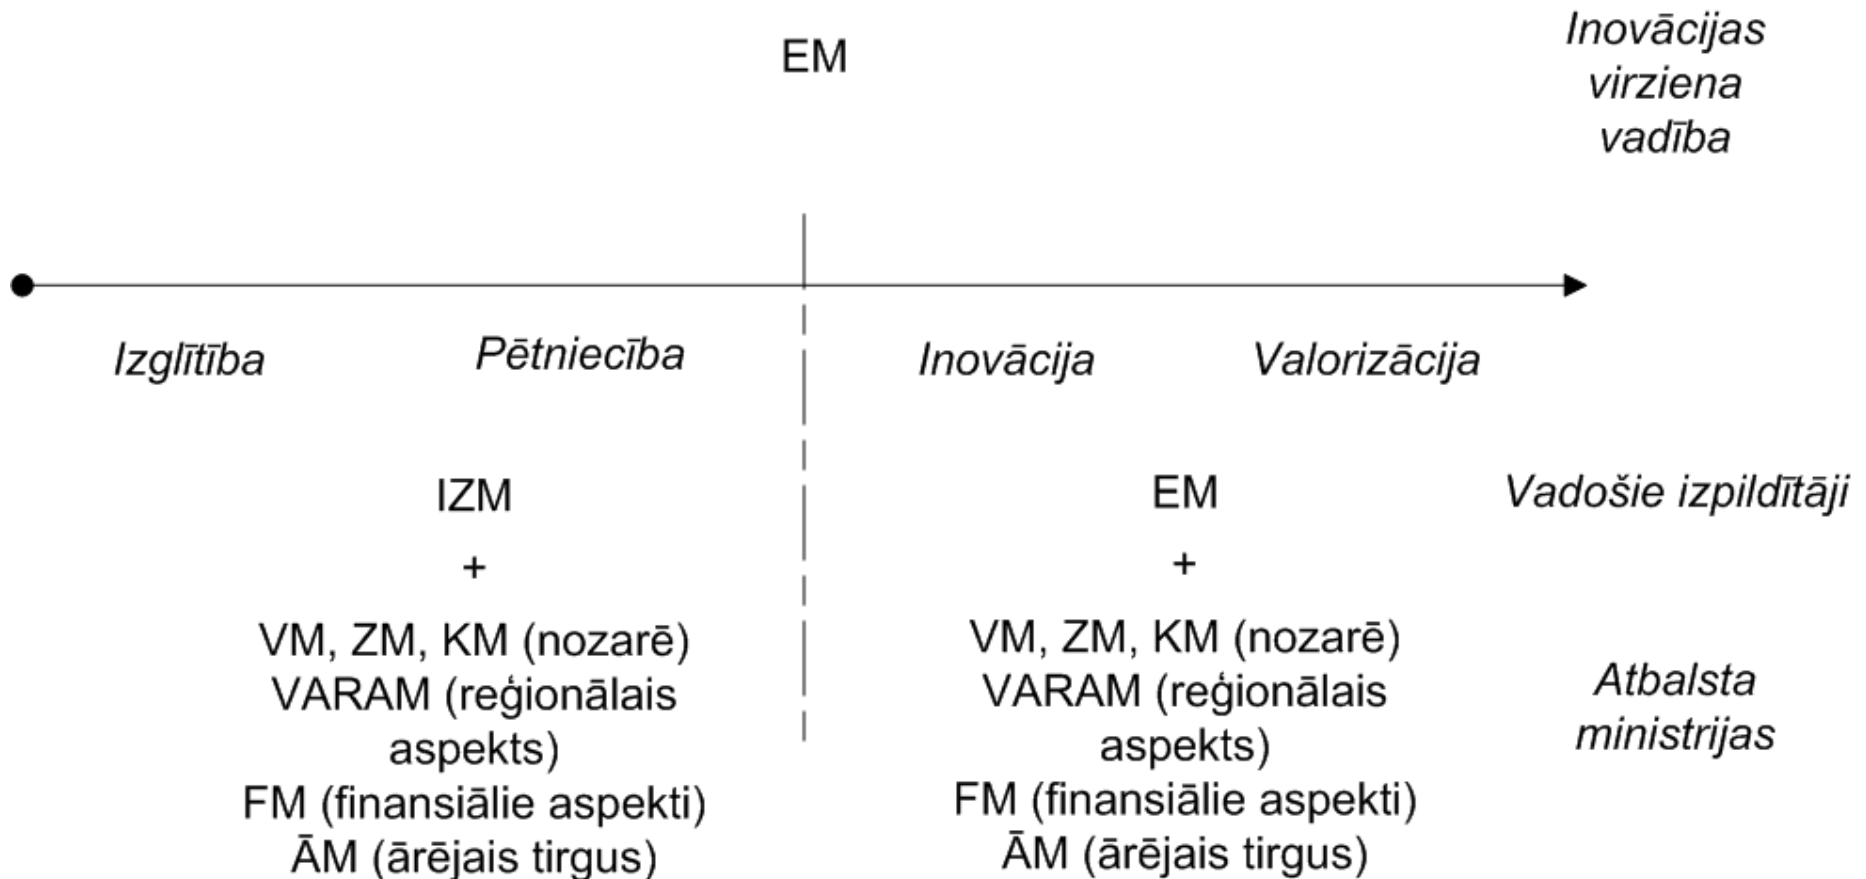 EM
Inovācijas
virziena
vadība
Izglītība
Pētniecība
Inovācija
Valorizācija
IZM
+
VM, ZM, KM (nozarē)
VARAM (reģionālais
aspekts)
FM (finansiālie aspekti)
ĀM (ārējais tirgus)
EM
+
VM, ZM, KM (nozarē)
VARAM (reģionālais
aspekts)
FM (finansiālie aspekti)
ĀM (ārējais tirgus)
Vadošie izpildītāji
Atbalsta
ministrijas